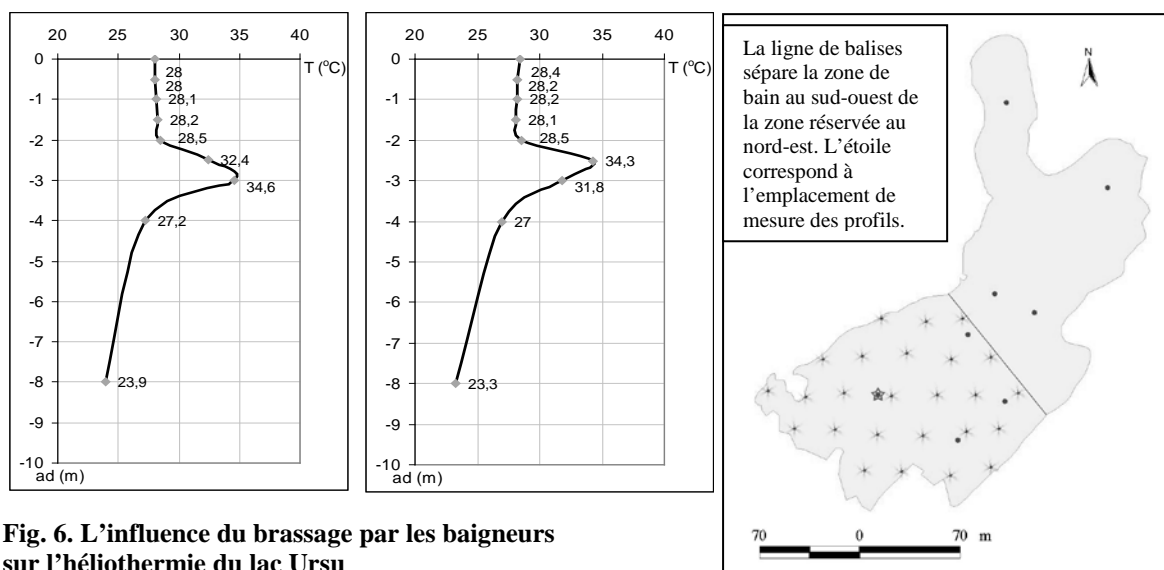 20 25 30 35 40
0 T (ºC)
28
28
-1 28,1
28,2
-2 28,5
32,4
-3 34,6
-4 27,2
-5
-6
-7
-8 23,9
-9
-10
ad (m)
20 25 30 35 40
0 T (ºC)
28,4
28,2
-1 28,2
28,1
-2 28,5
34,3
-3 31,8
-4 27
-5
-6
-7
-8 23,3
-9
-10
ad (m)
La ligne de balises
sépare la zone de
bain au sud-ouest de
la zone réservée au
nord-est. L’étoile
correspond à
l’emplacement de
mesure des profils.
N
70 0 70 m
Fig. 6. L’influence du brassage par les baigneurs
sur l’héliothermie du lac Ursu